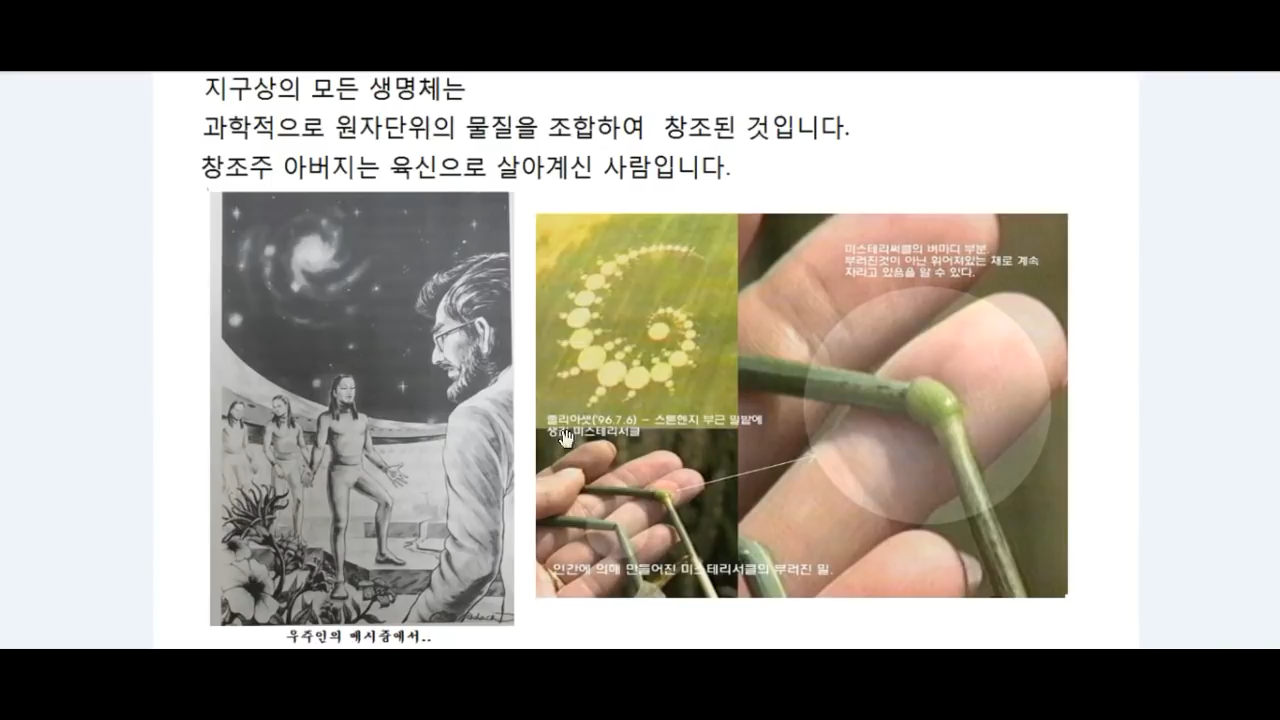 지구상의 모든 생명체는
과학적으로 원자단위의 물질을 조합하여 창조된 것입니다.
창조주 아버지는 육신으로 살아계신 사람입니다.
미스테리써클의 벼마디 부분.
부러진것이 아닌 휘어져있는 채로 계속
자라고 있음을 알 수 있다.
줄리아셋('96.7.6) - 스톤헨지 부근 밀밭에
미스테리서클
인간에 의해 만들어진 미스테리서클의 부러진 밀.
우주인의 메시중에서..